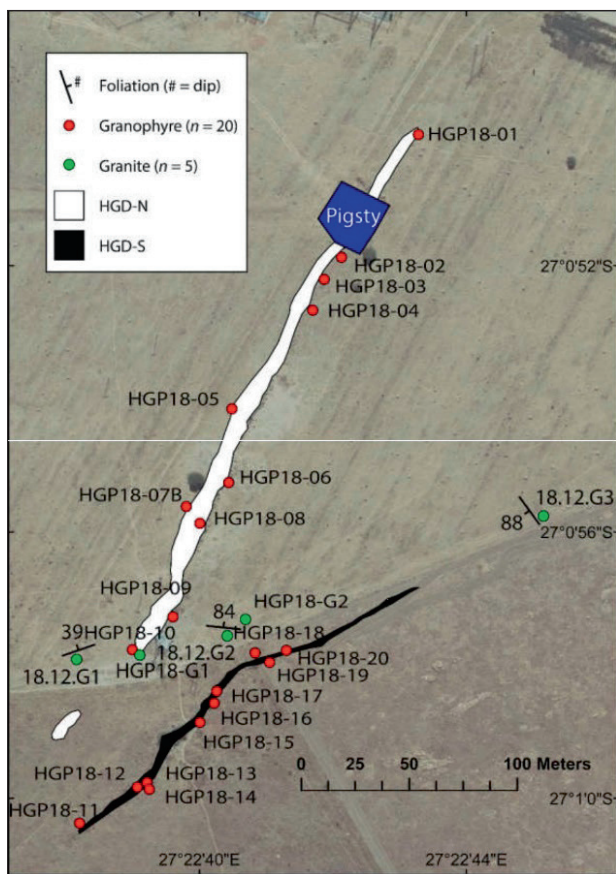 #
Foliation (# = dip)
Granophyre (n = 20)
Granite (n = 5)
HGD-N
HGD-S
HGP18-01
Pigsty
HGP18-02
27°0'52"S
HGP18-03
HGP18-04
HGP18-05
HGP18-06
HGP18-07B
18.12.G3
HGP18-08
88
27°0'56"S
HGP18-09
84
HGP18-G2
39
HGP18-10
18.12.G2
HGP18-18
18.12.G1
HGP18-G1
HGP18-20
HGP18-19
HGP18-17
HGP18-16
HGP18-15
100 Meters
0 25 50
HGP18-12
HGP18-13
HGP18-14
27°1'0"S
HGP18-11
27°22'40"E
27°22'44"E